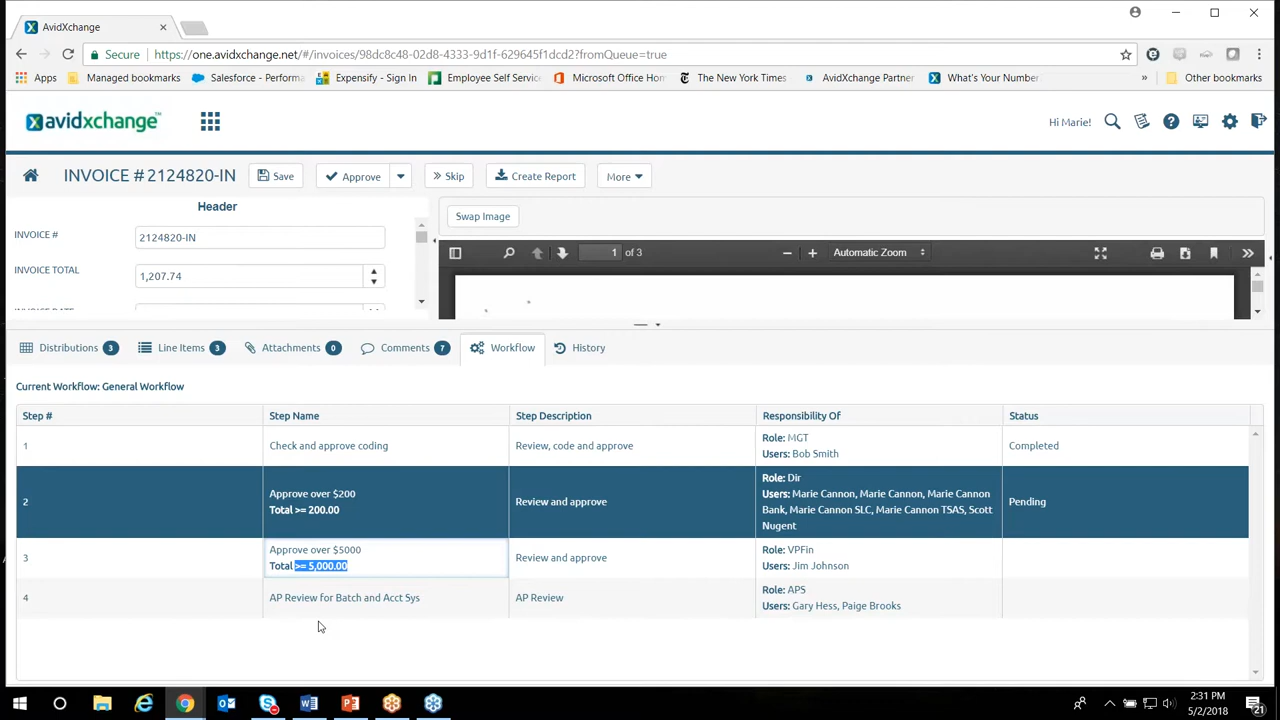 AvidXchange
Secure
https://one.avidxchange.net/#/invoices/98dc8c48-02d8-4333-9d1f-629645f1dcd2?fromQueue=true
Apps
Managed bookmarks
Salesforce - Perform
Expensify - Sign In
Employee Self Servic
Microsoft Office Hom
The New York Times
AvidXchange Partner
What's Your Number
»
Other bookmarks
avidxchange™
Hi Marie!
INVOICE # 2124820-IN
Save
Approve
Skip
Create Report
More
Header
INVOICE #
2124820-IN
INVOICE TOTAL
1,207.74
Swap Image
1 of 3
Automatic Zoom
Distributions 3
Line Items 3
Attachments 0
Comments 7
Workflow
History
Current Workflow: General Workflow
Step #
Step Name
Step Description
Responsibility Of
Status
1
Check and approve coding
Review, code and approve
Role: MGT
Users: Bob Smith
Completed
2
Approve over $200
Total >= 200.00
Review and approve
Role: Dir
Users: Marie Cannon, Marie Cannon, Marie Cannon
Bank, Marie Cannon SLC, Marie Cannon TSAS, Scott
Nugent
Pending
3
Approve over $5000
Total >= 5,000.00
Review and approve
Role: VPFin
Users: Jim Johnson
4
AP Review for Batch and Acct Sys
AP Review
Role: APS
Users: Gary Hess, Paige Brooks
2:31 PM
5/2/2018
21